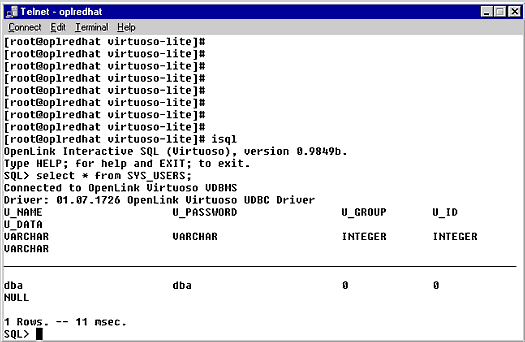 Telnet - oplredhat
Connect Edit Terminal Help
[root@oplredhat virtuoso-lite]#
[root@oplredhat virtuoso-lite]#
[root@oplredhat virtuoso-lite]#
[root@oplredhat virtuoso-lite]#
[root@oplredhat virtuoso-lite]#
[root@oplredhat virtuoso-lite]#
[root@oplredhat virtuoso-lite]#
[root@oplredhat virtuoso-lite]#
[root@oplredhat virtuoso-lite]# isql
OpenLink Interactive SQL (Virtuoso), version 0.9849b.
Type HELP; for help and EXIT; to exit.
SQL> select * from SYS_USERS;
Connected to OpenLink Virtuoso VDBMS
Driver: 01.07.1726 OpenLink Virtuoso UDBC Driver
U_NAME U_PASSWORD U_GROUP U_ID
U_DATA
VARCHAR VARCHAR INTEGER INTEGER
VARCHAR
dba dba 0 0
NULL
1 Rows. -- 11 msec.
SQL>